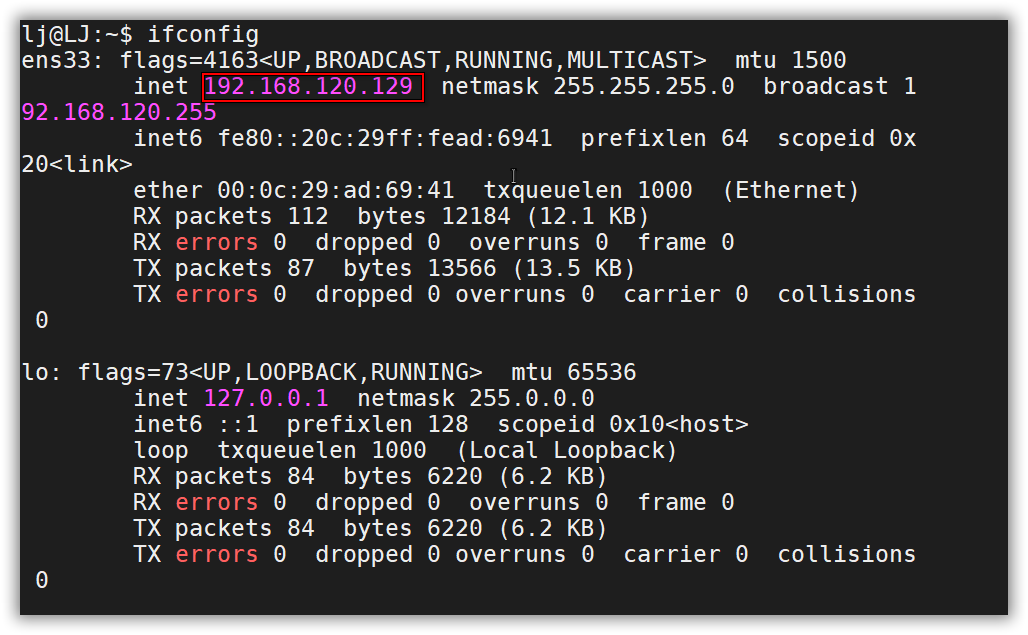 lj@LJ:~$ ifconfig
ens33: flags=4163<UP,BROADCAST,RUNNING,MULTICAST>  mtu 1500
        inet 192.168.120.129  netmask 255.255.255.0  broadcast 1
92.168.120.255
        inet6 fe80::20c:29ff:fead:6941  prefixlen 64  scopeid 0x
20<link>
        ether 00:0c:29:ad:69:41  txqueuelen 1000  (Ethernet)
        RX packets 112  bytes 12184 (12.1 KB)
        RX errors 0  dropped 0  overruns 0  frame 0
        TX packets 87  bytes 13566 (13.5 KB)
        TX errors 0  dropped 0 overruns 0  carrier 0  collisions
 0
lo: flags=73<UP,LOOPBACK,RUNNING>  mtu 65536
        inet 127.0.0.1  netmask 255.0.0.0
        inet6 ::1  prefixlen 128  scopeid 0x10<host>
        loop  txqueuelen 1000  (Local Loopback)
        RX packets 84  bytes 6220 (6.2 KB)
        RX errors 0  dropped 0  overruns 0  frame 0
        TX packets 84  bytes 6220 (6.2 KB)
        TX errors 0  dropped 0 overruns 0  carrier 0  collisions
 0